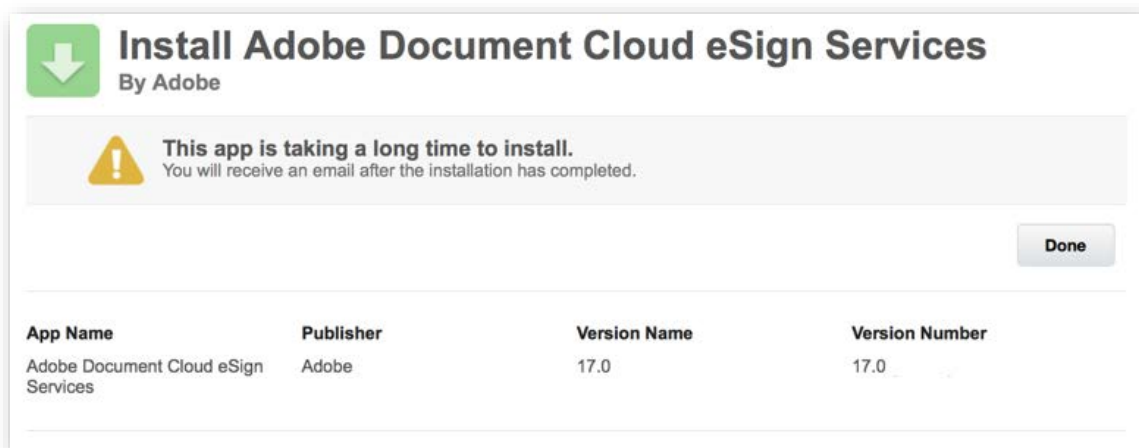 Install Adobe Document Cloud eSign Services
By Adobe
This app is taking a long time to install.
You will receive an email after the installation has completed.
Done
App Name Publisher Version Name Version Number
Adobe Document Cloud eSign Adobe 17.0 17.0
Services